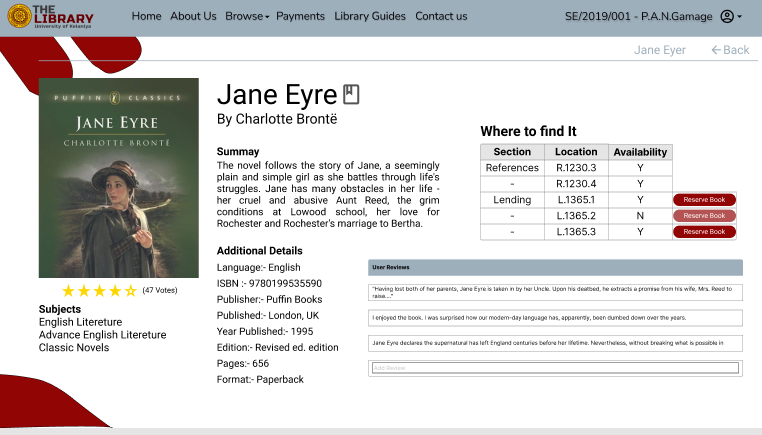 THE
LIBRARY
University of Kelaniya
Home About Us Browse Payments Library Guides Contact us
SE/2019/001 - P.A.N.Gamage
Jane Eyer
Back
PUFFIN CLASSICS
JANE EYRE
CHARLOTTE BRONTË
(47 Votes)
Subjects
English Litereture
Advance English Litereture
Classic Novels
Jane Eyre
By Charlotte Brontë
Summay
The novel follows the story of Jane, a seemingly
plain and simple girl as she battles through life's
struggles. Jane has many obstacles in her life -
her cruel and abusive Aunt Reed, the grim
conditions at Lowood school, her love for
Rochester and Rochester's marriage to Bertha.
Additional Details
Language:- English
ISBN :- 9780199535590
Publisher:- Puffin Books
Published:- London, UK
Year Published:- 1995
Edition:- Revised ed. edition
Pages:- 656
Format:- Paperback
Where to find It
Section Location Availability
References R.1230.3 Y
- R.1230.4 Y
Lending L.1365.1 Y Reserve Book
- L.1365.2 N Reserve Book
- L.1365.3 Y Reserve Book
User Reviews
"Having lost both of her parents, Jane Eyre is taken in by her Uncle. Upon his deatbed, he extracts a promise from his wife, Mrs. Reed to
raise...."
I enjoyed the book. I was surprised how our modern-day language has, apparently, been dumbed down over the years.
Jane Eyre declares the supernatural has left England centuries before her lifetime. Nevertheless, without breaking what is possible in
Add Review